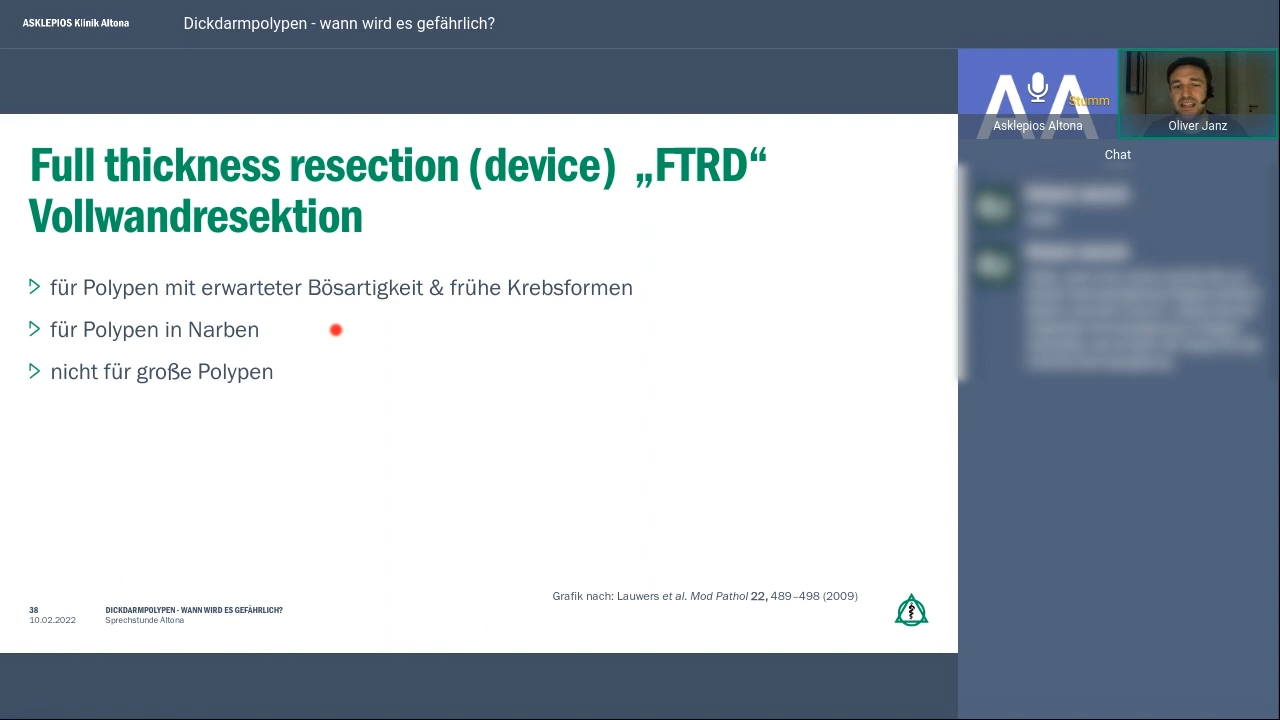 ASKLEPIOS Klinik Altona
Dickdarmpolypen - wann wird es gefährlich?
Stumm
Asklepios Altona
Oliver Janz
Chat
Full thickness resection (device) „FTRD“
Vollwandresektion
für Polypen mit erwarteter Bösartigkeit & frühe Krebsformen
für Polypen in Narben
nicht für große Polypen
Grafik nach: Lauwers et al. Mod Pathol 22, 489–498 (2009)
38
DICKDARMPOLYPEN - WANN WIRD ES GEFÄHRLICH?
10.02.2022
Sprechstunde Altona